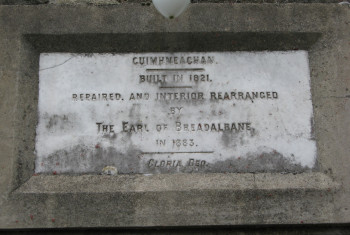 CUIMHNEACHAN.
BUILT IN 1821.
REPAIRED, AND INTERIOR REARRANGED
BY
THE EARL OF BREADALBANE,
IN 1883.
GLORIA DEO.